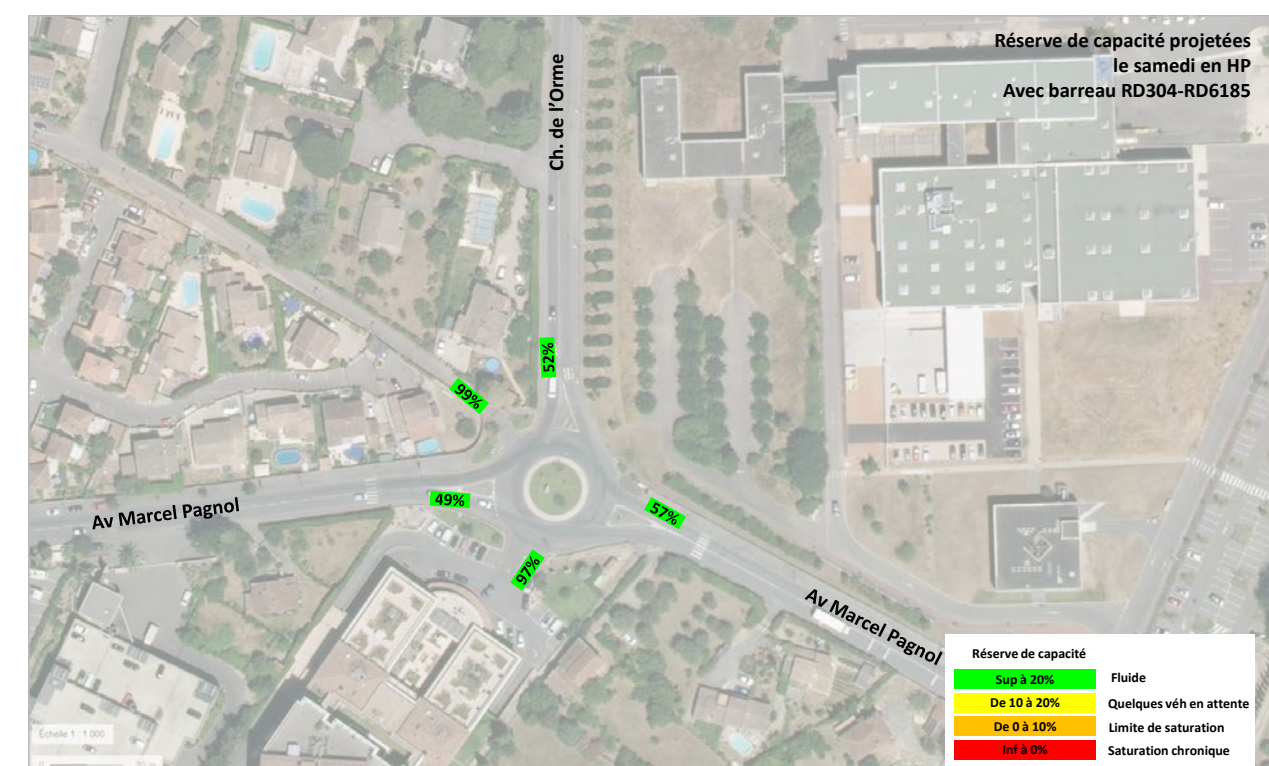 Réserve de capacité projetées
le samedi en HP
Avec barreau RD304-RD6185
Ch. de l'Orme
52%
99%
49%
57%
97%
Av Marcel Pagnol
Av Marcel Pagnol
Réserve de capacité
Sup à 20% Fluide
De 10 à 20% Quelques véh en attente
De 0 à 10% Limite de saturation
Inf à 0% Saturation chronique
Échelle 1 : 1 000
0